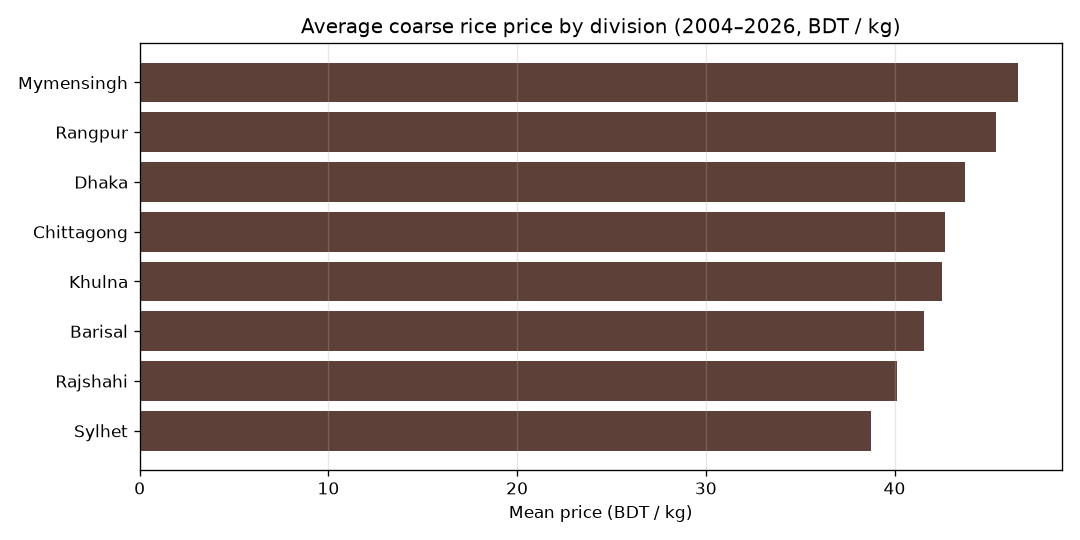 Average coarse rice price by division (2004–2026, BDT / kg)
Mymensingh
Rangpur
Dhaka
Chittagong
Khulna
Barisal
Rajshahi
Sylhet
0 10 20 30 40
Mean price (BDT / kg)